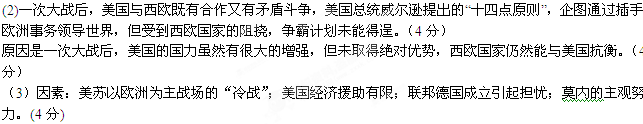 (2)一次大战后，美国与西欧既有合作又有矛盾斗争，美国总统威尔逊提出的“十四点原则”，企图通过插手
欧洲事务领导世界，但受到西欧国家的阻挠，争霸计划未能得逞。（4 分）
原因是一次大战后，美国的国力虽然有很大的增强，但未取得绝对优势，西欧国家仍然能与美国抗衡。（4
分）
（3）因素：美苏以欧洲为主战场的“冷战”；美国经济援助有限；联邦德国成立引起担忧；莫内的主观努
力。(4 分)